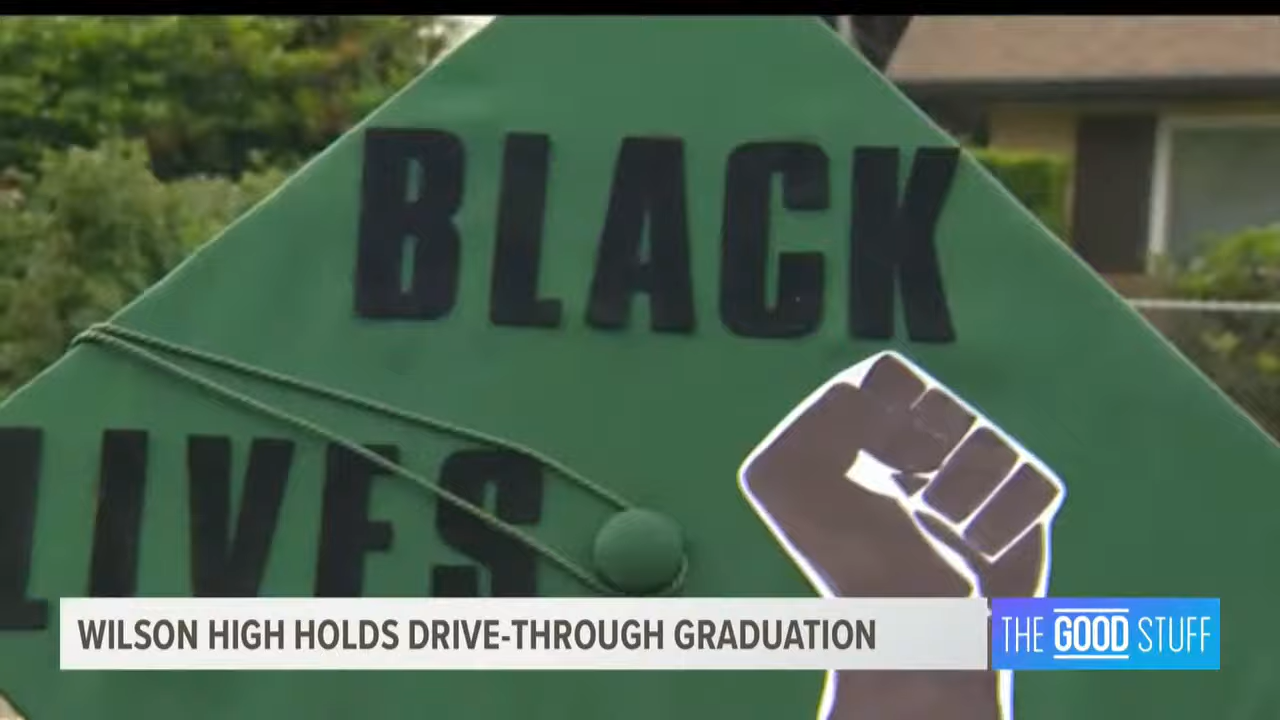 BLACK
LIVES
WILSON HIGH HOLDS DRIVE-THROUGH GRADUATION
THE GOOD STUFF